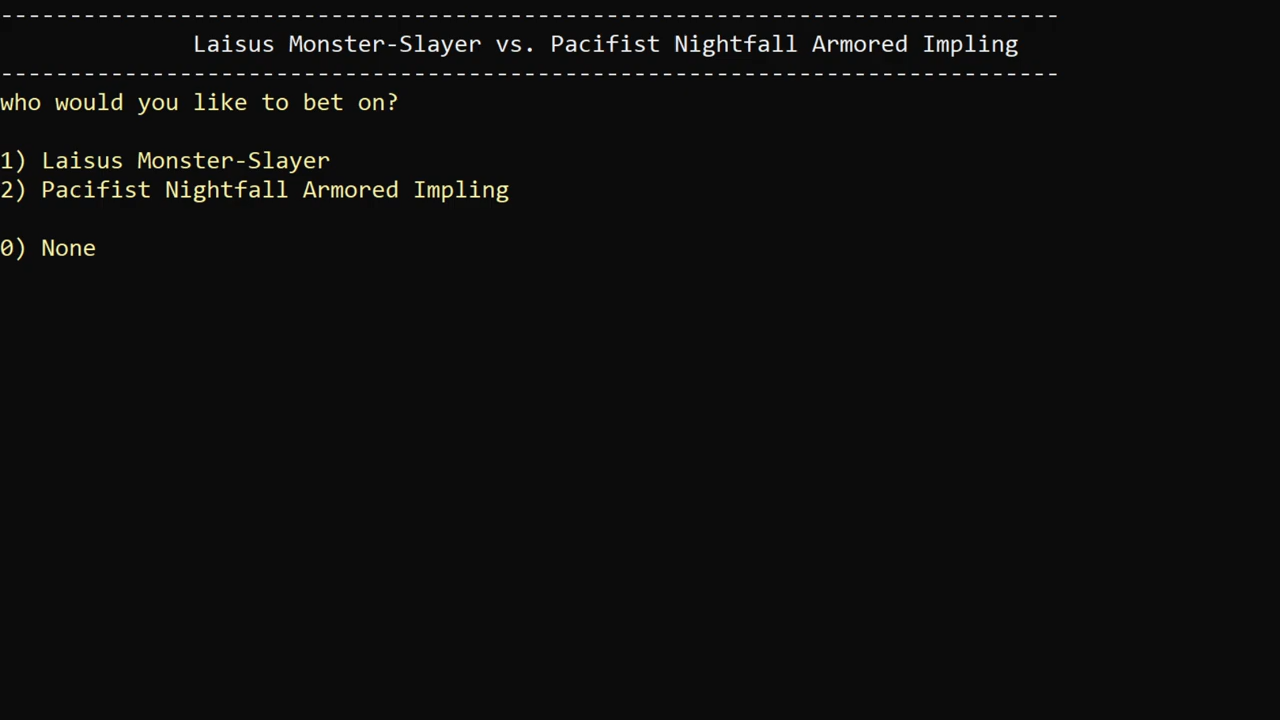 -----------------------------------------------------------------------------
Laisus Monster-Slayer vs. Pacifist Nightfall Armored Impling
-----------------------------------------------------------------------------
who would you like to bet on?
1) Laisus Monster-Slayer
2) Pacifist Nightfall Armored Impling
0) None